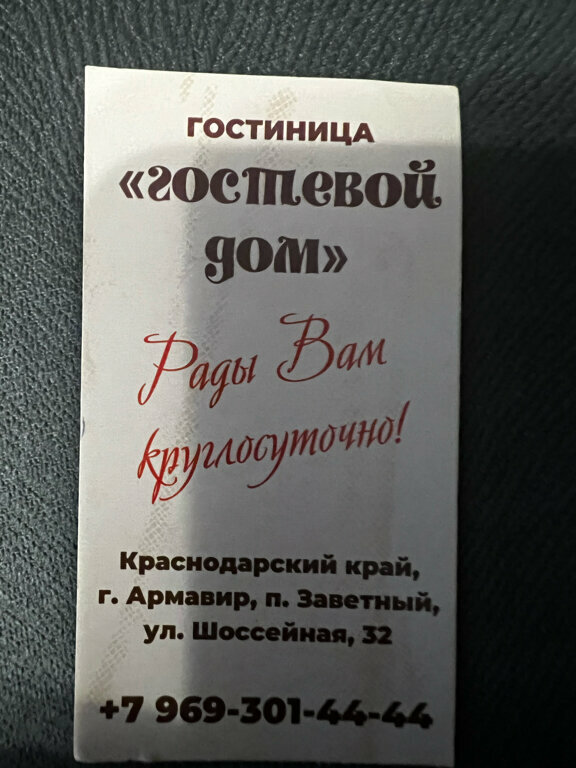 ГОСТИНИЦА
«гостевой
дом»
Рады Вам
круглосуточно!
Краснодарский край,
г. Армавир, п. Заветный,
ул. Шоссейная, 32
+7 969-301-44-44